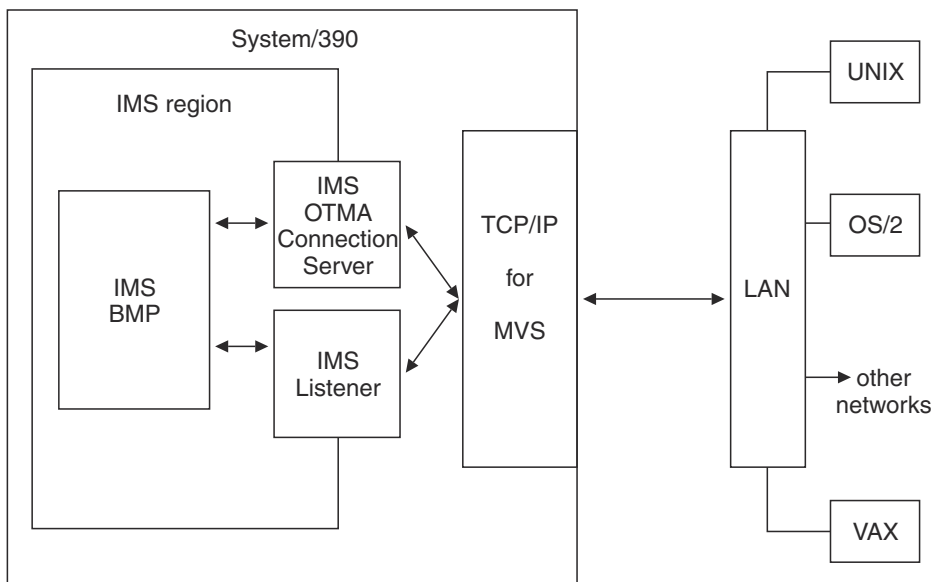 System/390
IMS region
IMS
OTMA
Connection
Server
IMS
BMP
IMS
Listener
TCP/IP
for
MVS
LAN
UNIX
OS/2
other
networks
VAX